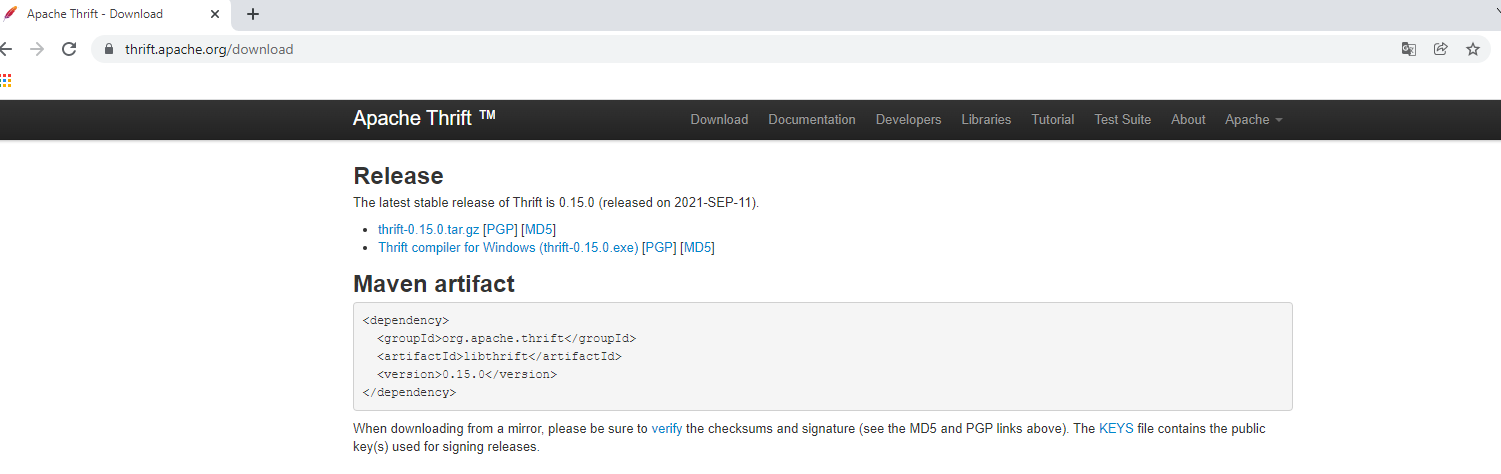 Apache Thrift - Download
thrift.apache.org/download
Apache Thrift ™
Download Documentation Developers Libraries Tutorial Test Suite About Apache
Release
The latest stable release of Thrift is 0.15.0 (released on 2021-SEP-11).
• thrift-0.15.0.tar.gz [PGP] [MD5]
• Thrift compiler for Windows (thrift-0.15.0.exe) [PGP] [MD5]
Maven artifact
<dependency>
  <groupId>org.apache.thrift</groupId>
  <artifactId>libthrift</artifactId>
  <version>0.15.0</version>
</dependency>
When downloading from a mirror, please be sure to verify the checksums and signature (see the MD5 and PGP links above). The KEYS file contains the public
key(s) used for signing releases.